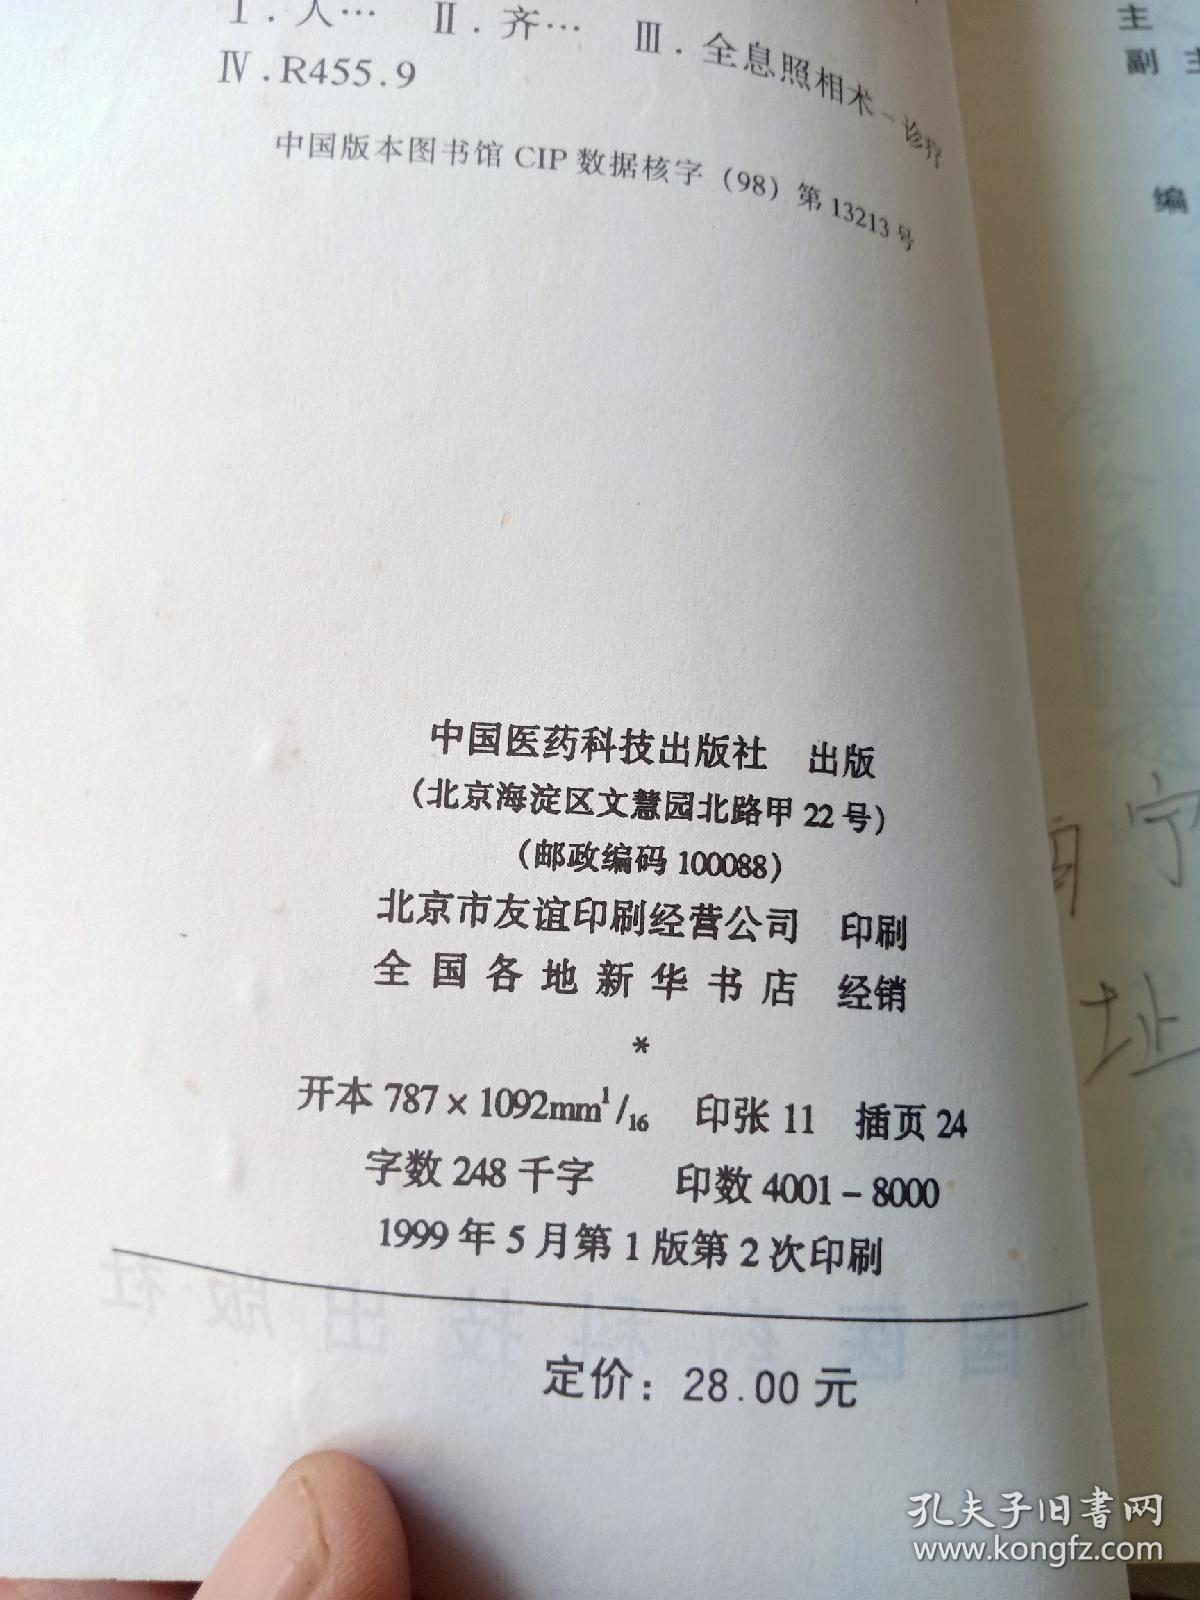 Ⅰ.人… Ⅱ.齐… Ⅲ.全息照相术-诊疗
Ⅳ.R455.9
中国版本图书馆 CIP 数据核字 (98) 第 13213 号
中国医药科技出版社 出版
(北京海淀区文慧园北路甲 22 号)
(邮政编码 100088)
北京市友谊印刷经营公司 印刷
全国各地新华书店 经销
*
开本 787×1092mm¹/₁₆ 印张 11 插页 24
字数 248 千字 印数 4001-8000
1999 年 5 月第 1 版第 2 次印刷
定价: 28.00 元
主
副主
编
宁
址
孔夫子旧书网
www.kongfz.com